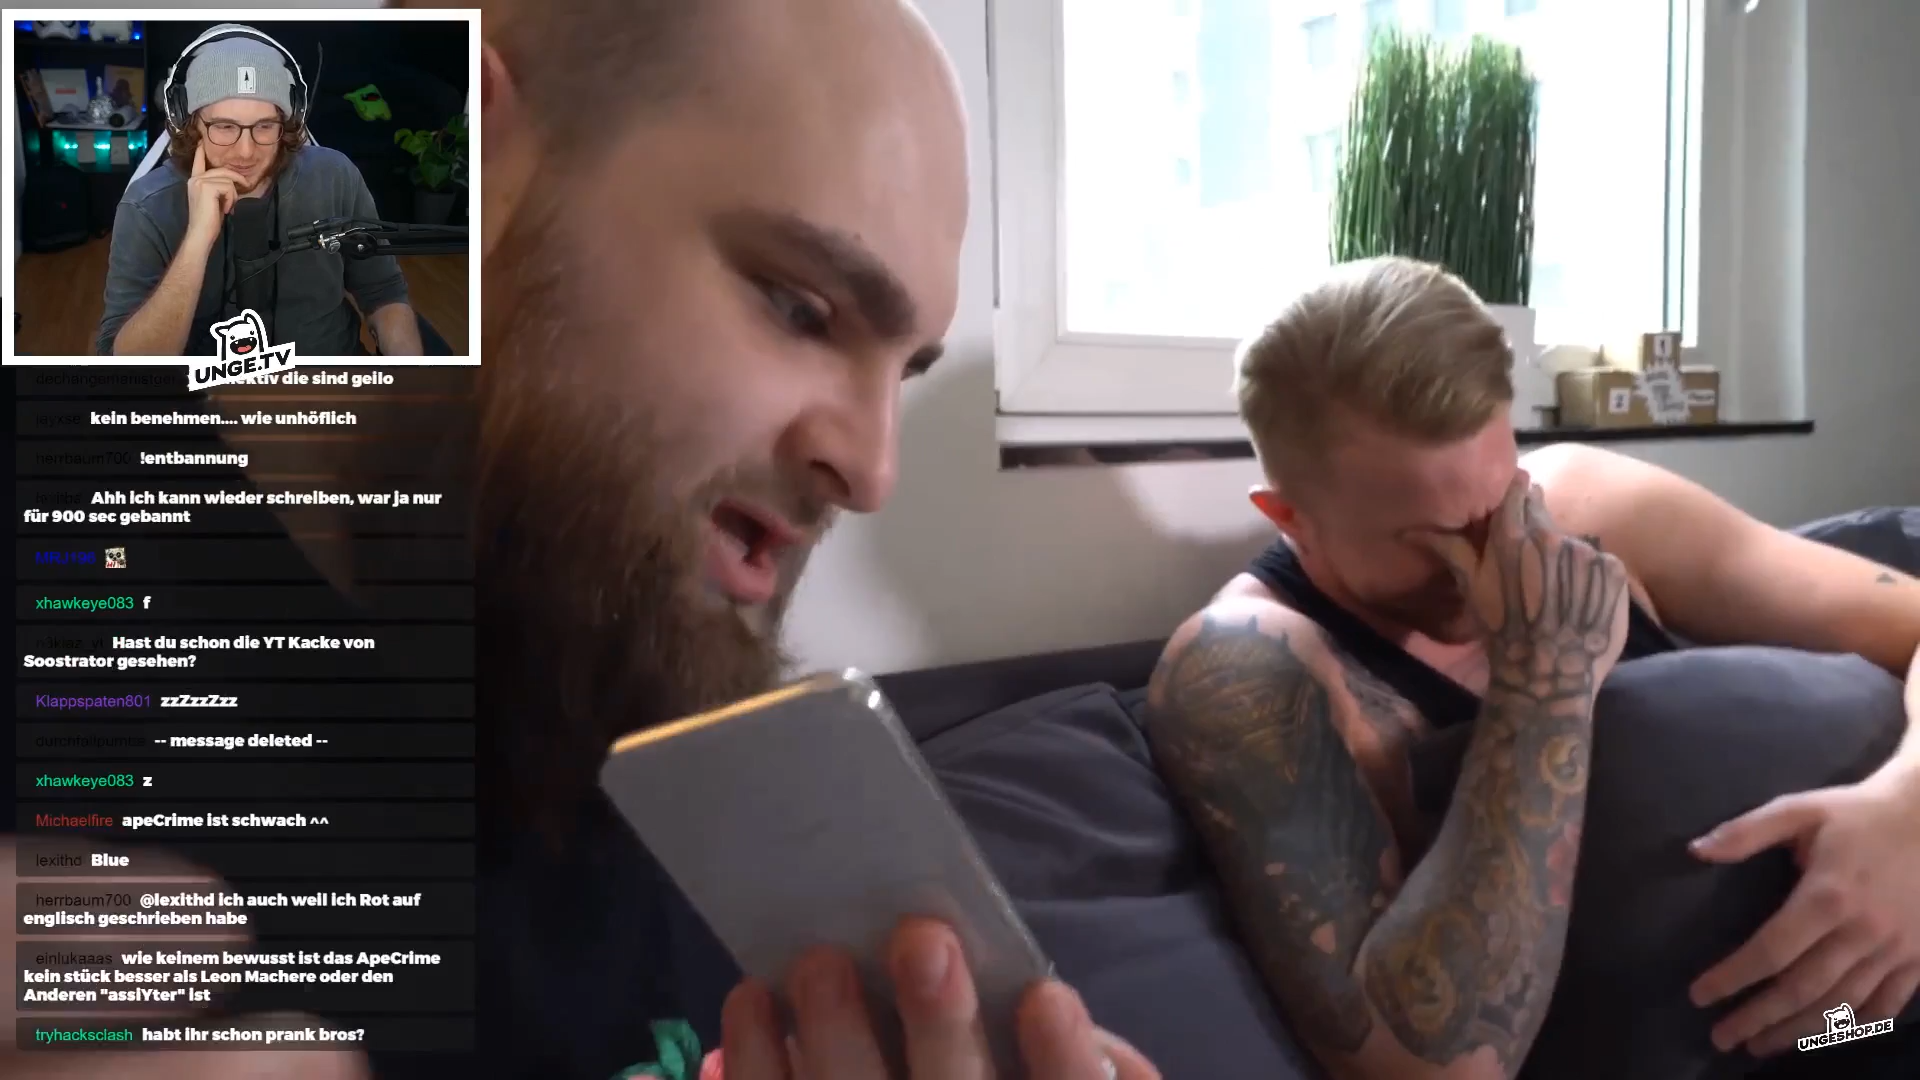 UNGE.TV
die sind geilo
jayxse kein benehmen.... wie unhöflich
herrbaum700 !entbannung
Ahh ich kann wieder schreiben, war ja nur
für 900 sec gebannt
xhawkeye083 f
Hast du schon die YT Kacke von
Soostrator gesehen?
Klappspaten801 zzZzzZzz
-- message deleted --
xhawkeye083 z
Michaelfire apeCrime ist schwach ^^
lexithd Blue
herrbaum700 @lexithd ich auch weil ich Rot auf
englisch geschrieben habe
einlukaaas wie keinem bewusst ist das ApeCrime
kein stück besser als Leon Machere oder den
Anderen "assiYter" ist
tryhacksclash habt ihr schon prank bros?
UNGESHOP.DE